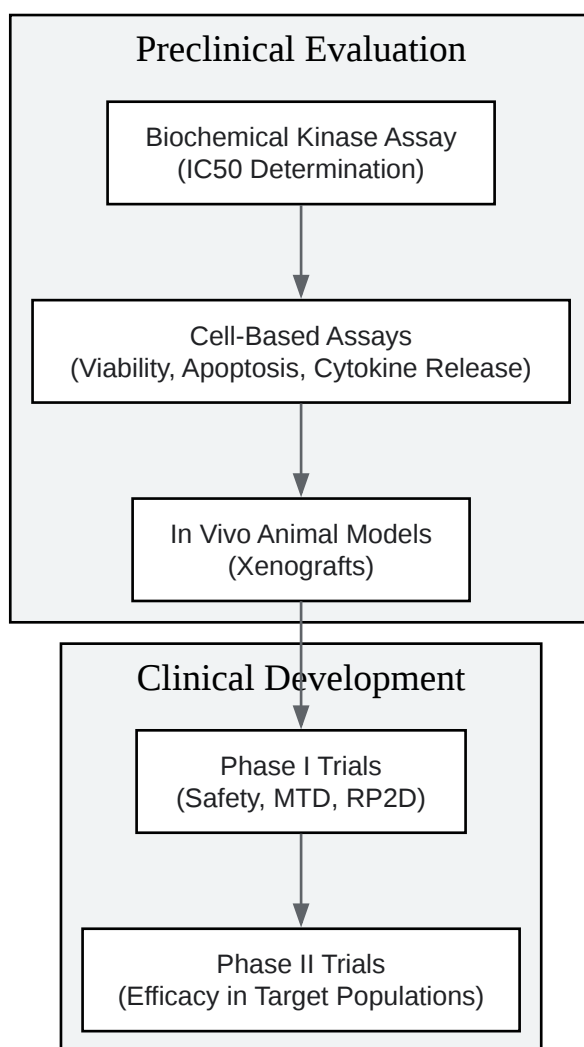 Preclinical Evaluation
Biochemical Kinase Assay
(IC50 Determination)
Cell-Based Assays
(Viability, Apoptosis, Cytokine Release)
In Vivo Animal Models
(Xenografts)
Clinical Development
Phase I Trials
(Safety, MTD, RP2D)
Phase II Trials
(Efficacy in Target Populations)